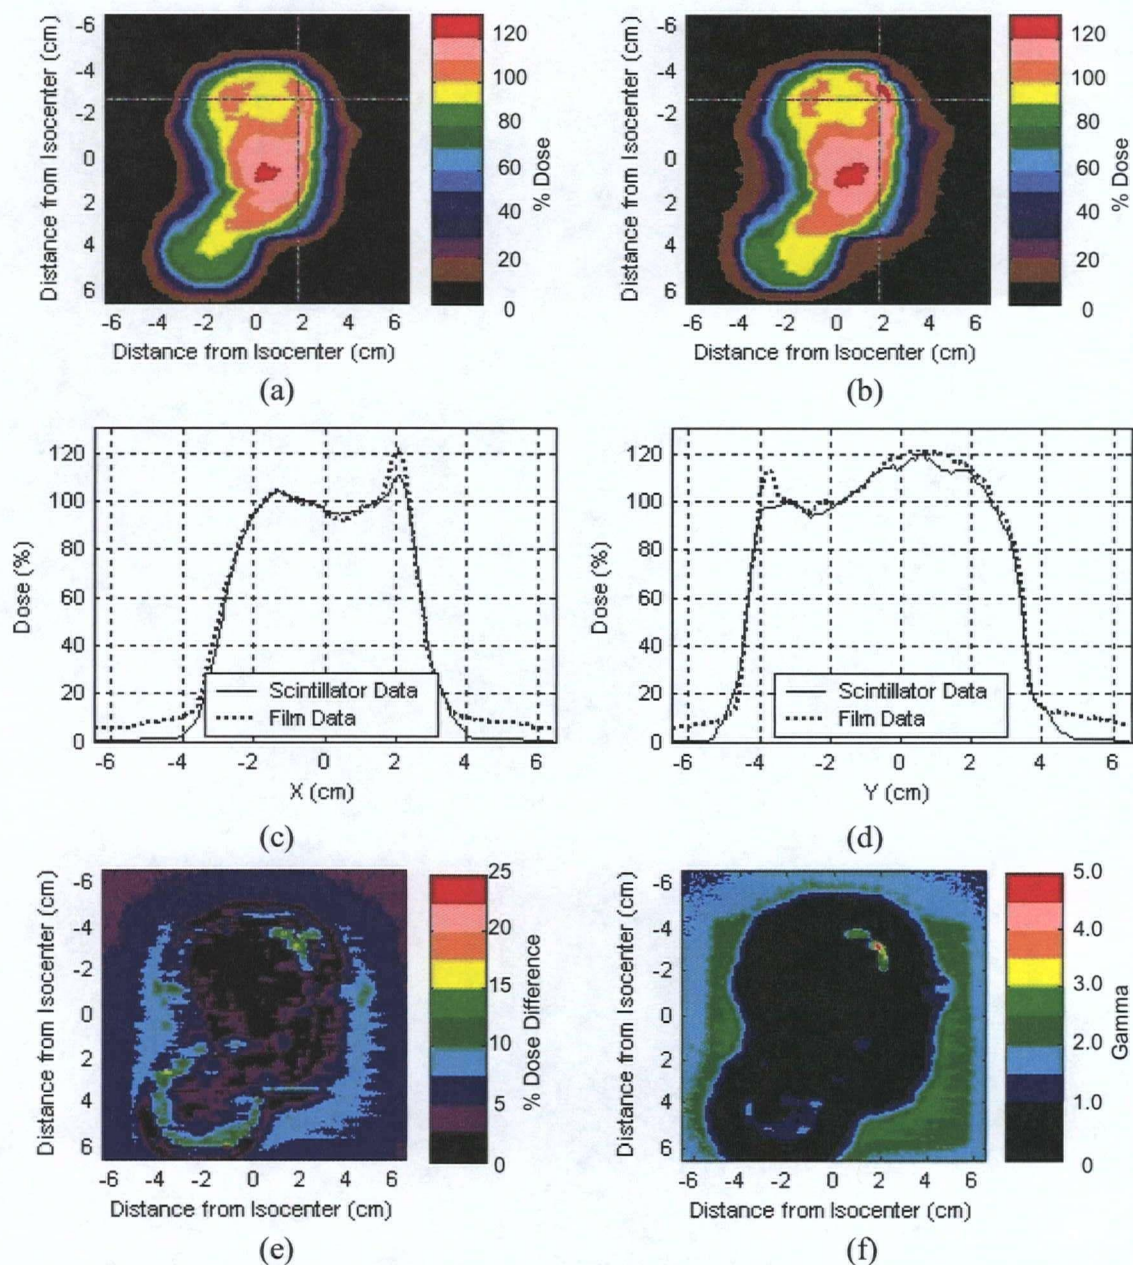 -6
-4
-2
0
2
4
6
Distance from Isocenter (cm)
-6 -4 -2 0 2 4 6
Distance from Isocenter (cm)
120
100
80
60
40
20
0
% Dose
(a)
-6
-4
-2
0
2
4
6
Distance from Isocenter (cm)
-6 -4 -2 0 2 4 6
Distance from Isocenter (cm)
120
100
80
60
40
20
0
% Dose
(b)
120
100
80
60
40
20
0
Dose (%)
Scintillator Data
Film Data
-6 -4 -2 0 2 4 6
X (cm)
(c)
120
100
80
60
40
20
0
Dose (%)
Scintillator Data
Film Data
-6 -4 -2 0 2 4 6
Y (cm)
(d)
-6
-4
-2
0
2
4
6
Distance from Isocenter (cm)
-6 -4 -2 0 2 4 6
Distance from Isocenter (cm)
25
20
15
10
5
0
% Dose Difference
(e)
-6
-4
-2
0
2
4
6
Distance from Isocenter (cm)
-6 -4 -2 0 2 4 6
Distance from Isocenter (cm)
5.0
4.0
3.0
2.0
1.0
0
Gamma
(f)